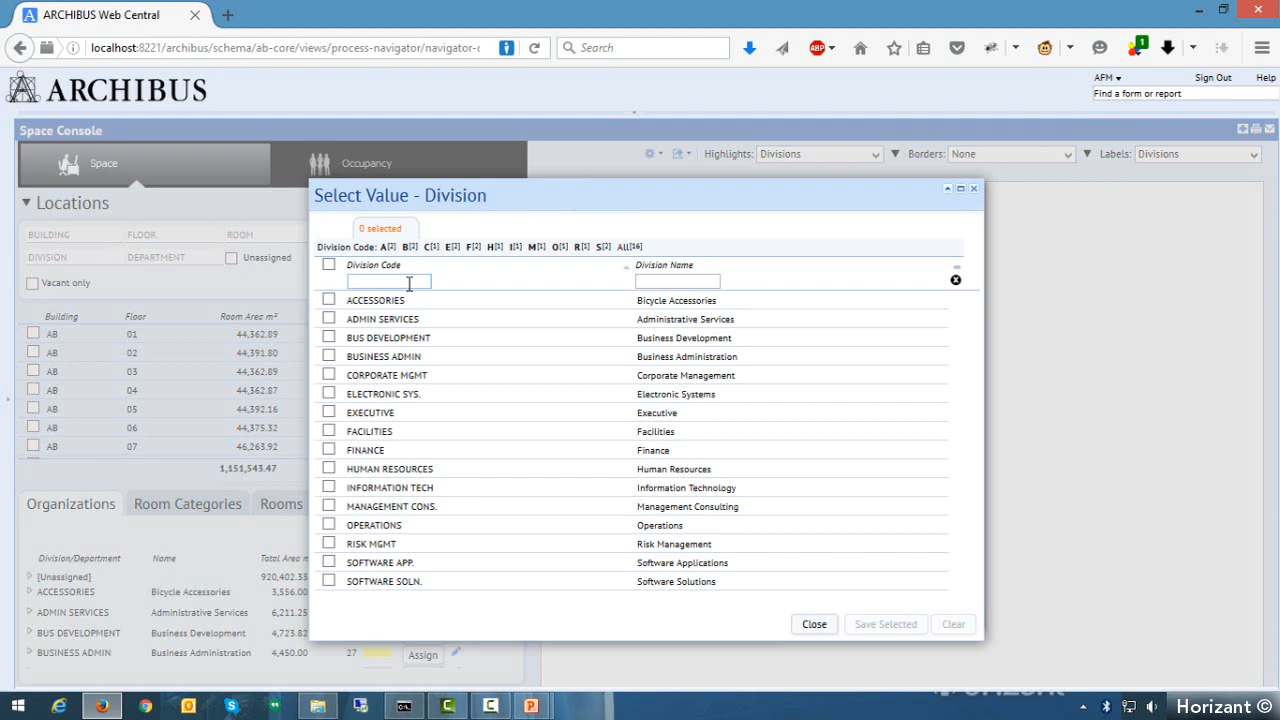 ARCHIBUS Web Central
localhost:8221/archibus/schema/ab-core/views/process-navigator/navigator-
Search
ABP
1
ARCHIBUS
AFM
Sign Out
Help
Find a form or report
Space Console
Space
Occupancy
Highlights: Divisions
Borders: None
Labels: Divisions
Locations
BUILDING FLOOR ROOM
DIVISION DEPARTMENT Unassigned
Vacant only
Building Floor Room Area m²
AB 01 44,362.89
AB 02 44,391.80
AB 03 44,362.89
AB 04 44,362.87
AB 05 44,392.16
AB 06 44,375.32
AB 07 46,263.92
1,151,543.47
Organizations Room Categories Rooms
Division/Department Name Total Area m
[Unassigned] 920,402.33
ACCESSORIES Bicycle Accessories 3,556.00
ADMIN SERVICES Administrative Services 6,211.25
BUS DEVELOPMENT Business Development 4,723.82
BUSINESS ADMIN Business Administration 4,450.00 27 Assign
Select Value - Division
0 selected
Division Code: A[2] B[2] C[1] E[2] F[2] H[1] I[1] M[1] O[1] R[1] S[2] All[16]
Division Code Division Name
ACCESSORIES Bicycle Accessories
ADMIN SERVICES Administrative Services
BUS DEVELOPMENT Business Development
BUSINESS ADMIN Business Administration
CORPORATE MGMT Corporate Management
ELECTRONIC SYS. Electronic Systems
EXECUTIVE Executive
FACILITIES Facilities
FINANCE Finance
HUMAN RESOURCES Human Resources
INFORMATION TECH Information Technology
MANAGEMENT CONS. Management Consulting
OPERATIONS Operations
RISK MGMT Risk Management
SOFTWARE APP. Software Applications
SOFTWARE SOLN. Software Solutions
Close Save Selected Clear
Horizant ©